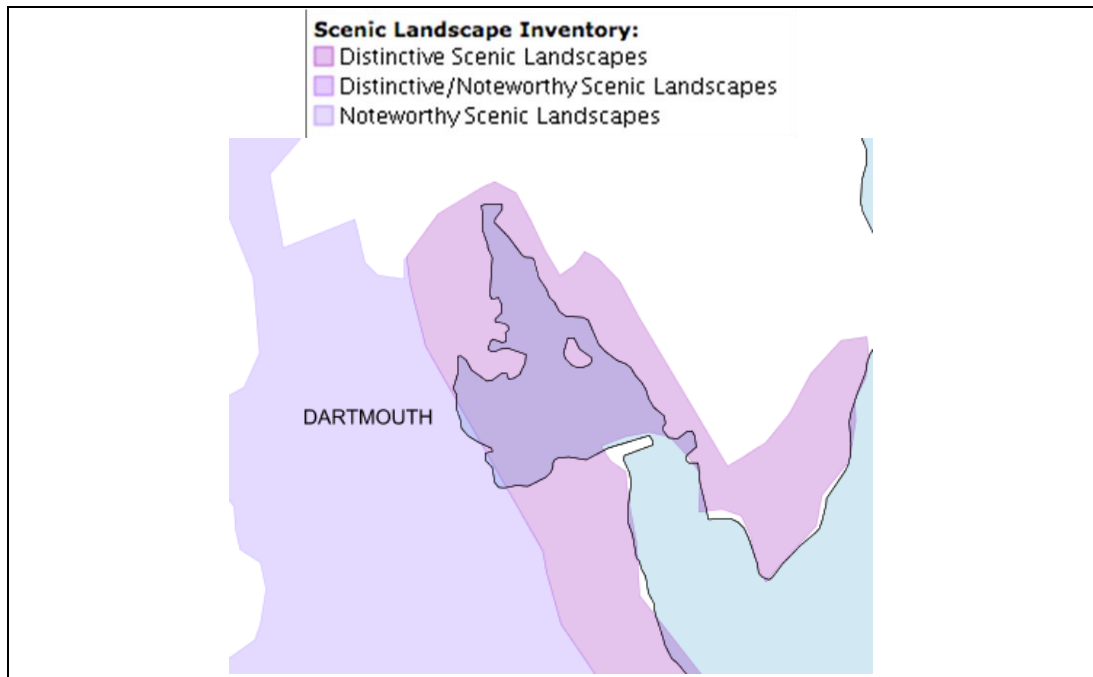 Scenic Landscape Inventory:
Distinctive Scenic Landscapes
Distinctive/Noteworthy Scenic Landscapes
Noteworthy Scenic Landscapes
DARTMOUTH